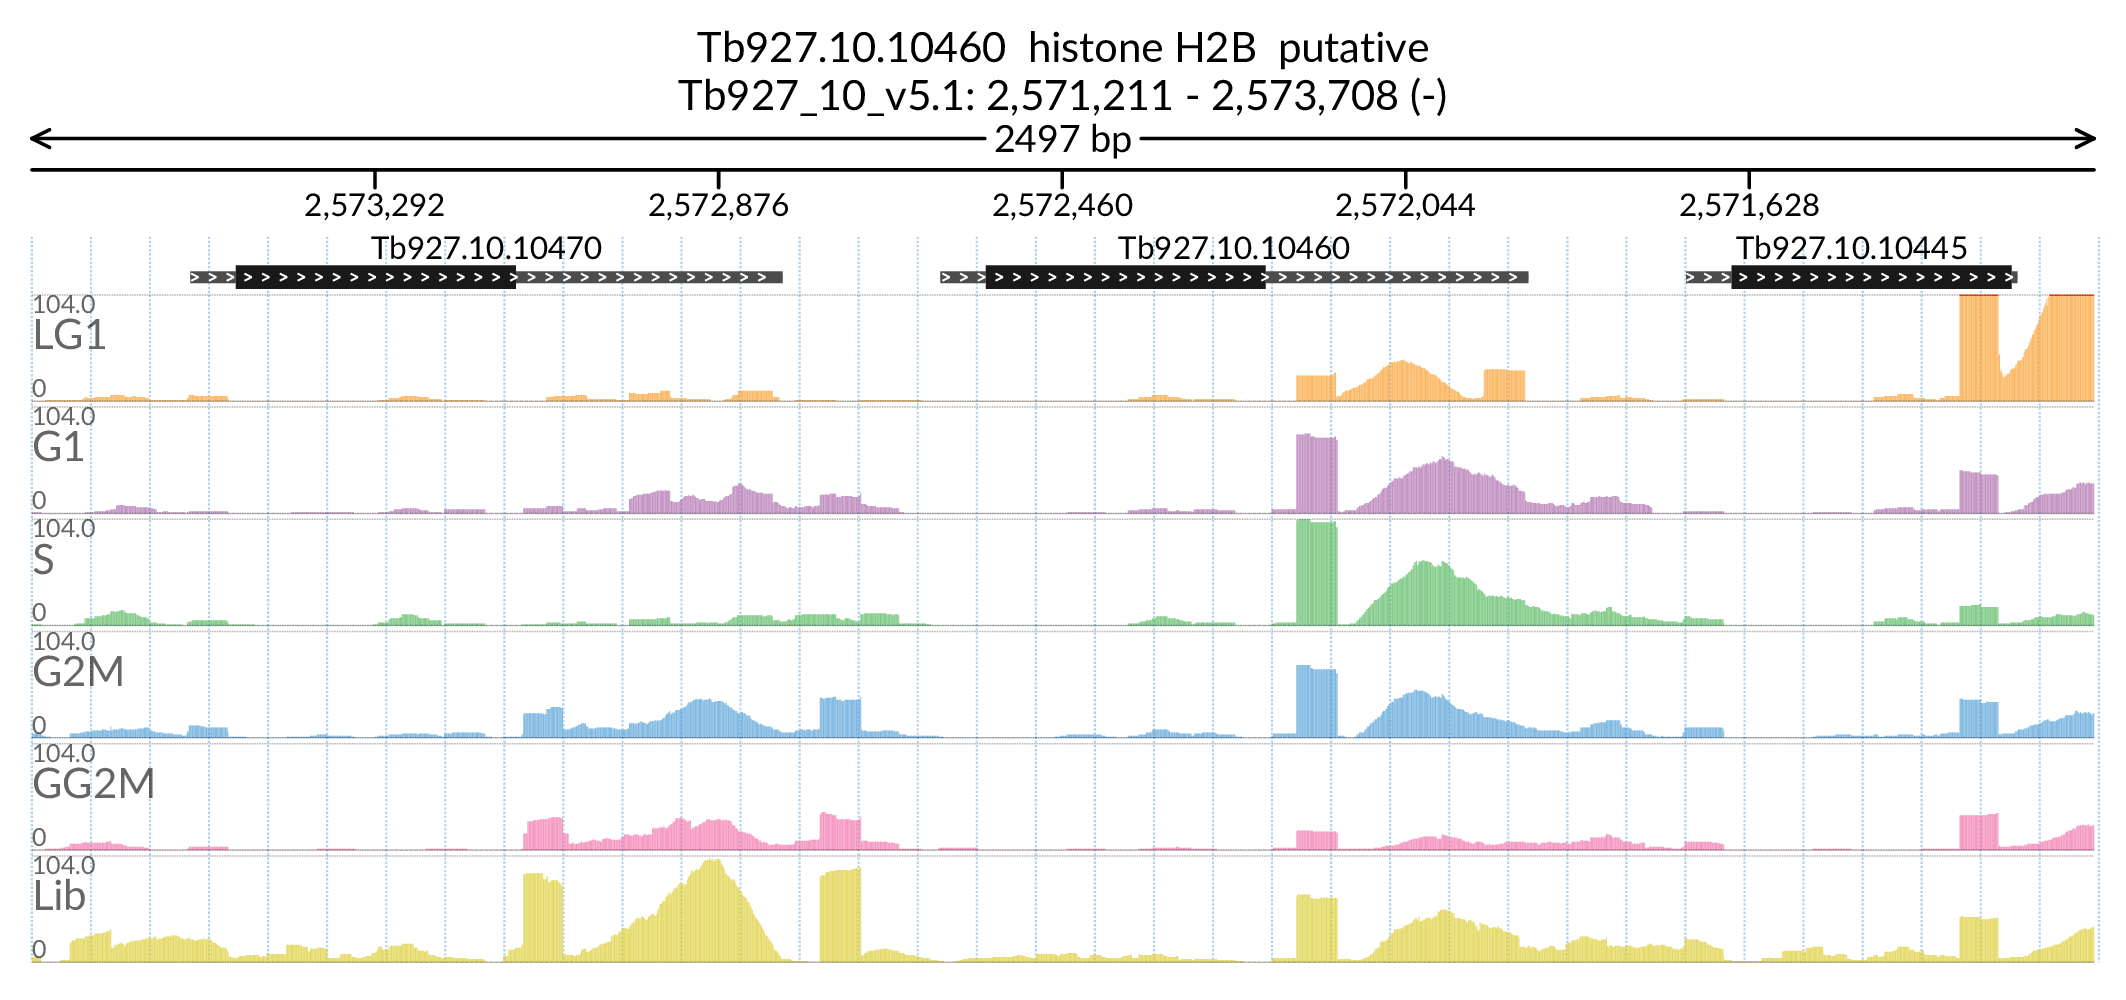 Tb927.10.10460 histone H2B putative
Tb927_10_v5.1: 2,571,211 - 2,573,708 (-)
2497 bp
2,573,292 2,572,876 2,572,460 2,572,044 2,571,628
Tb927.10.10470 Tb927.10.10460 Tb927.10.10445
104.0
LG1
0
104.0
G1
0
104.0
S
0
104.0
G2M
0
104.0
GG2M
0
104.0
Lib
0